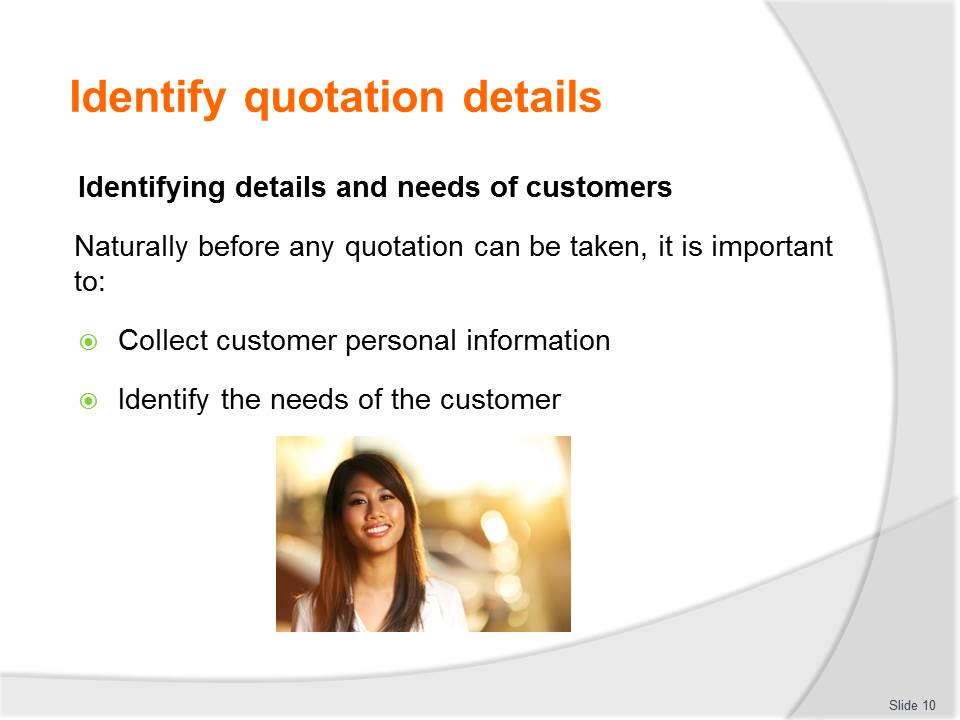 Identify quotation details
Identifying details and needs of customers
Naturally before any quotation can be taken, it is important
to:
Collect customer personal information
Identify the needs of the customer
Slide 10